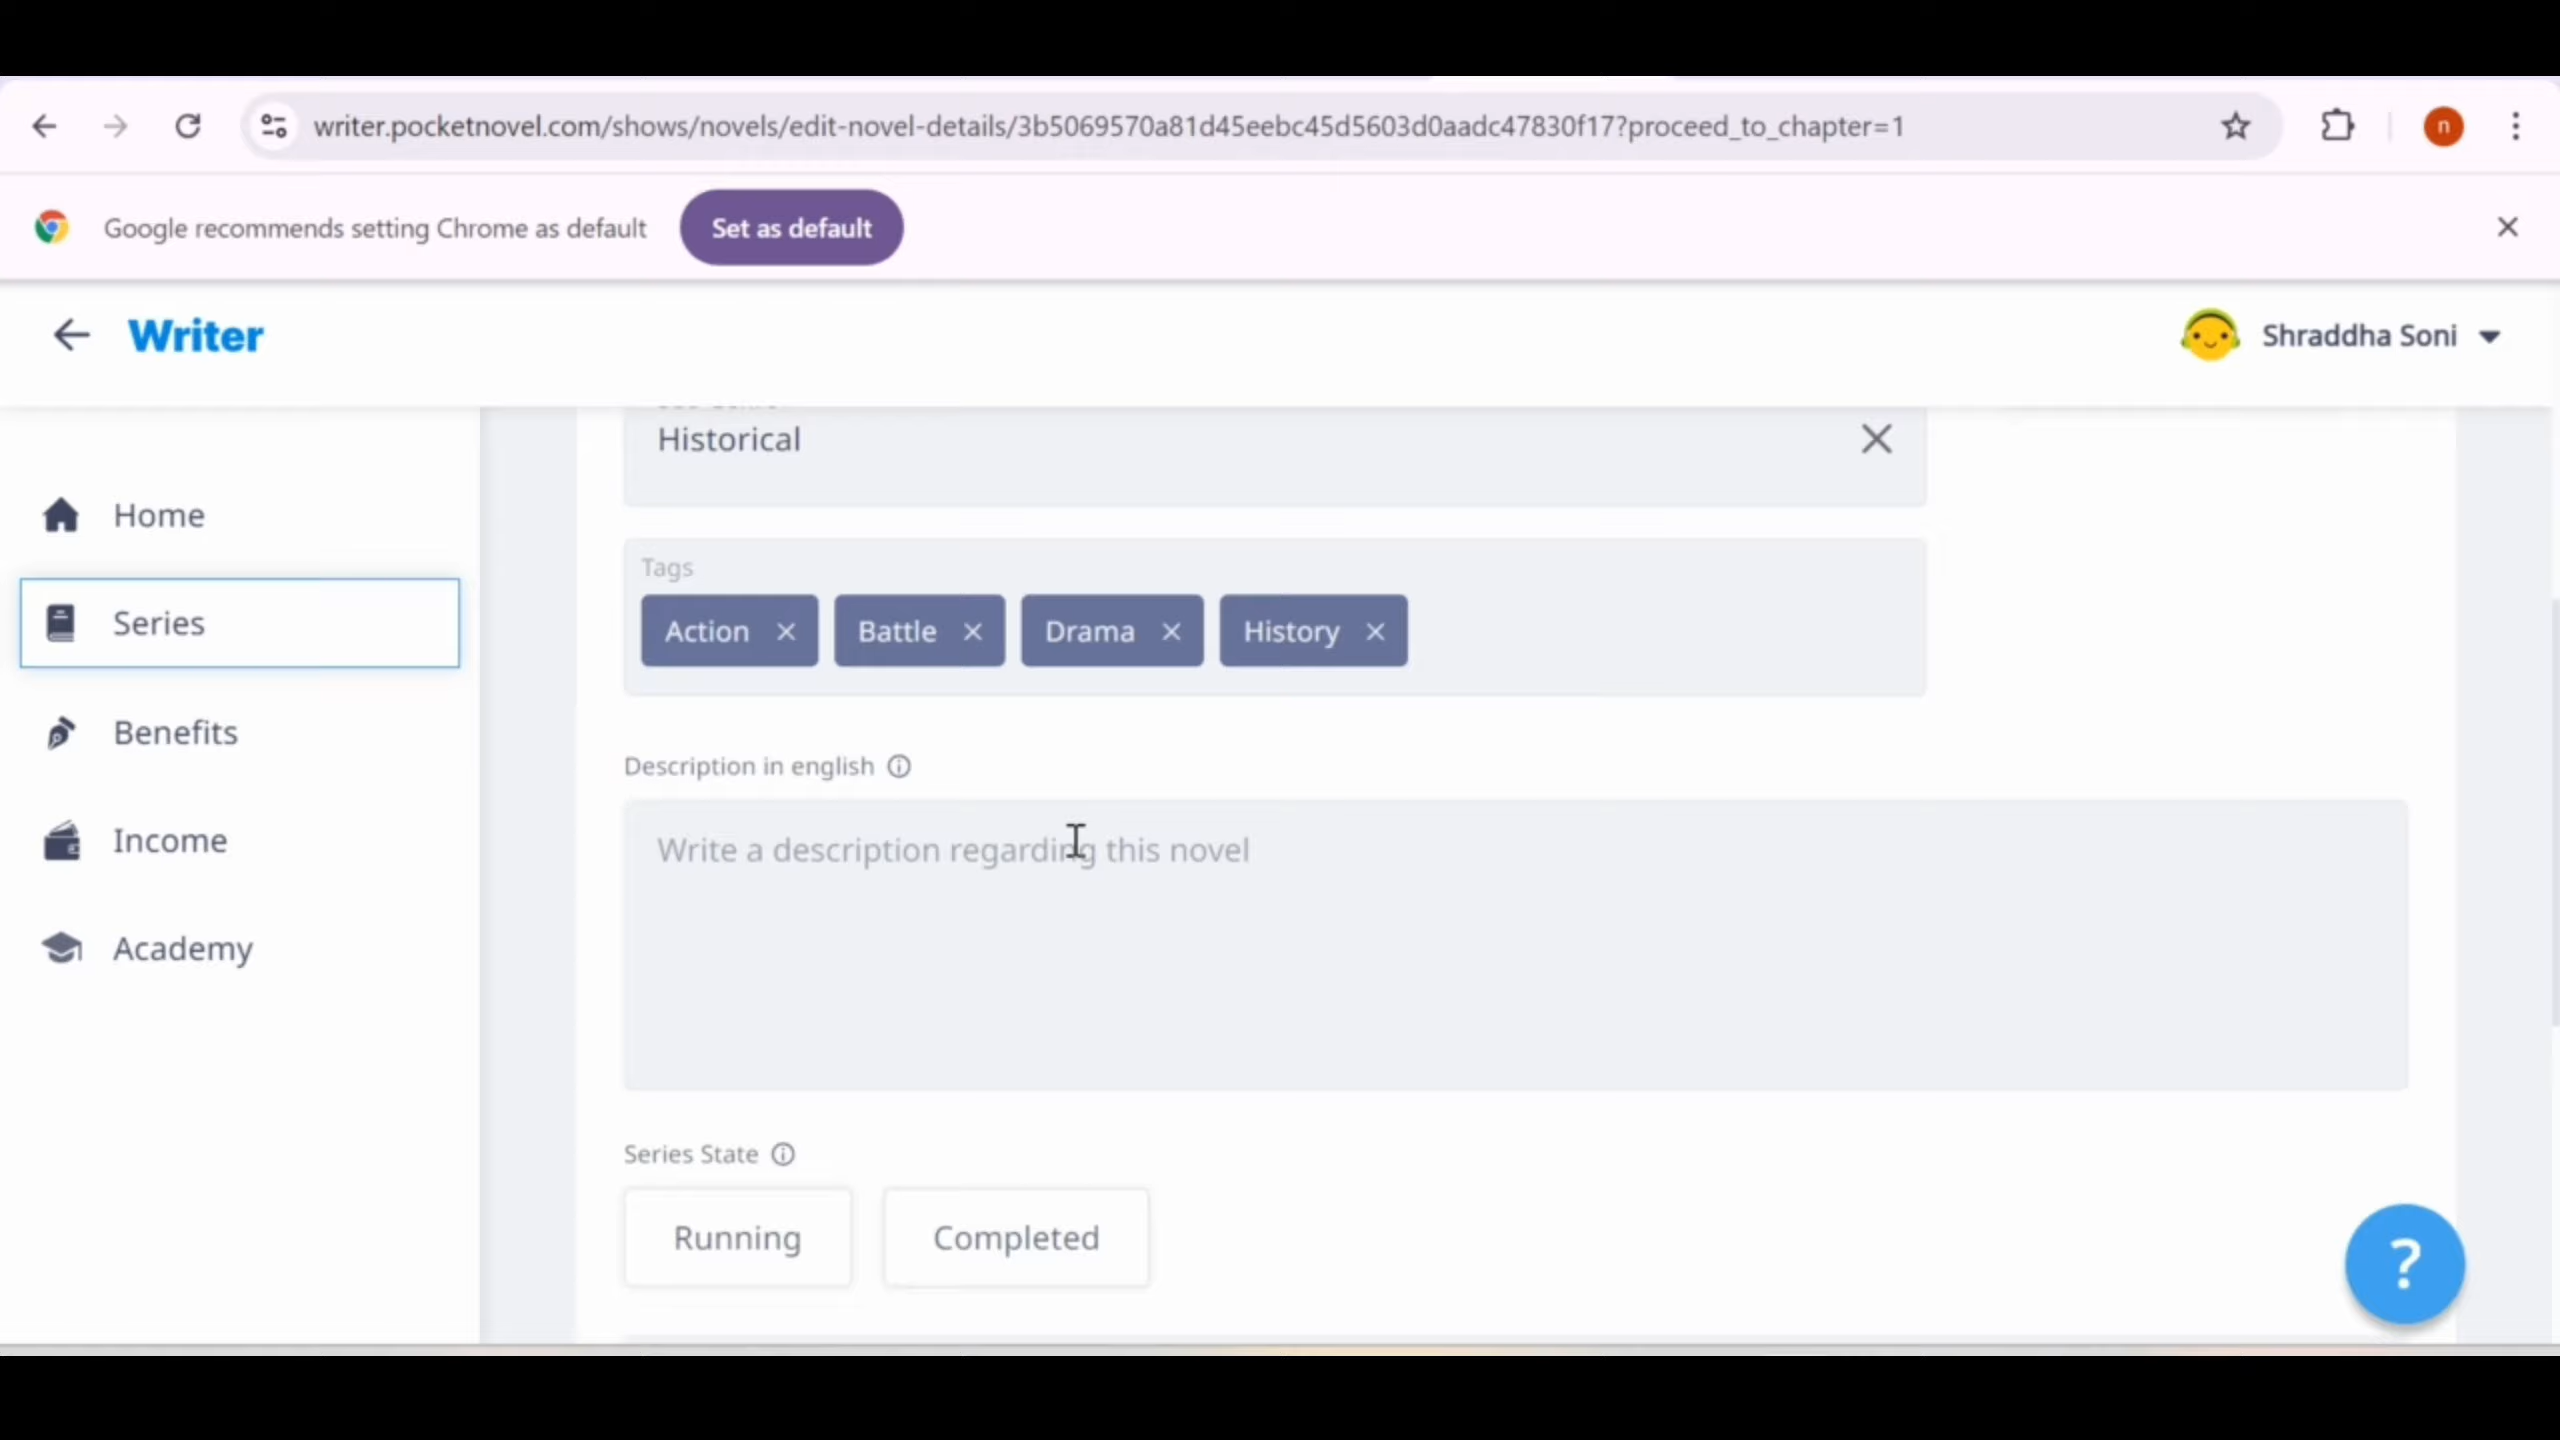 writer.pocketnovel.com/shows/novels/edit-novel-details/3b5069570a81d45eebc45d5603d0aadc47830f17?proceed_to_chapter=1
n
Google recommends setting Chrome as default
Set as default
Writer
Shraddha Soni
Home
Series
Benefits
Income
Academy
Historical
Tags
Action
Battle
Drama
History
Description in english
Write a description regarding this novel
Series State
Running
Completed
?